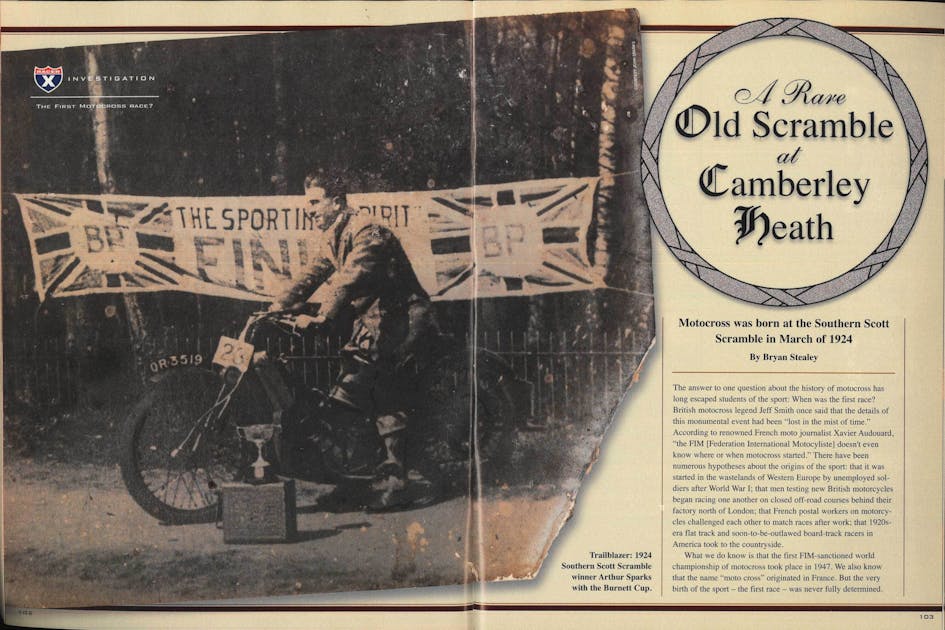 RACER
X
INVESTIGATION
THE FIRST MOTOCROSS RACE?
BP
THE SPORTIN
PIRIT"
FINI
BP
OR 3519
A Rare
Old Scramble
at
Camberley
Heath
Motocross was born at the Southern Scott
Scramble in March of 1924
By Bryan Stealey
The answer to one question about the history of motocross has
long escaped students of the sport: When was the first race?
British motocross legend Jeff Smith once said that the details of
this monumental event had been "lost in the mist of time."
According to renowned French moto journalist Xavier Audouard,
"the FIM [Federation International Motocyliste] doesn't even
know where or when motocross started." There have been
numerous hypotheses about the origins of the sport: that it was
started in the wastelands of Western Europe by unemployed sol-
diers after World War I; that men testing new British motorcycles
began racing one another on closed off-road courses behind their
factory north of London; that French postal workers on motorcy-
cles challenged each other to match races after work; that 1920s-
era flat track and soon-to-be-outlawed board-track racers in
America took to the countryside.
What we do know is that the first FIM-sanctioned world
championship of motocross took place in 1947. We also know
that the name "moto cross" originated in France. But the very
birth of the sport – the first race – was never fully determined.
Trailblazer: 1924
Southern Scott Scramble
winner Arthur Sparks
with the Burnett Cup.
102
103